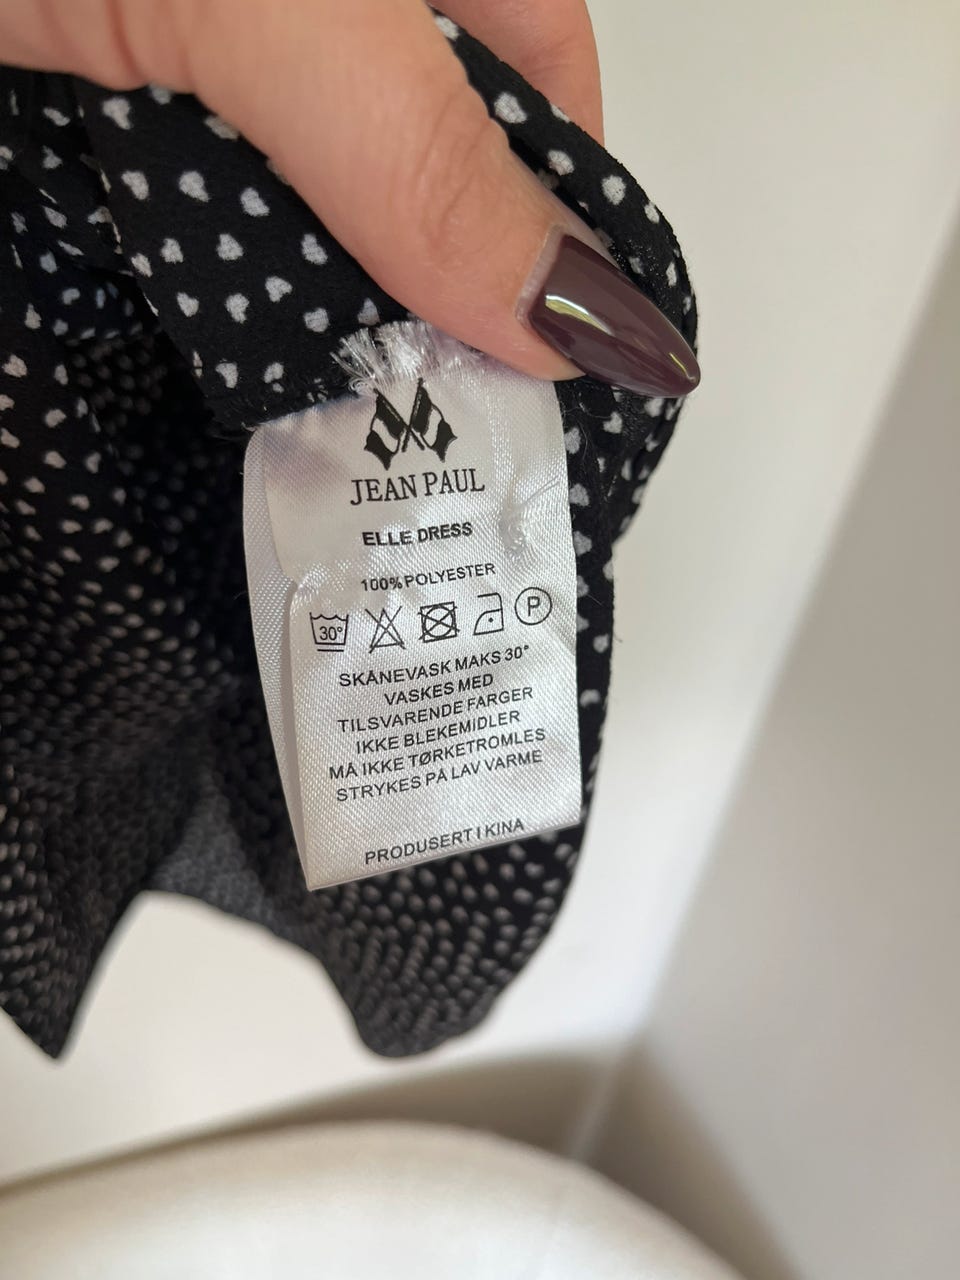 JEAN PAUL
ELLE DRESS
100% POLYESTER
30° P
SKÅNEVASK MAKS 30°
VASKES MED
TILSVARENDE FARGER
IKKE BLEKEMIDLER
MÅ IKKE TØRKETROMLES
STRYKES PÅ LAV VARME
PRODUSERT I KINA